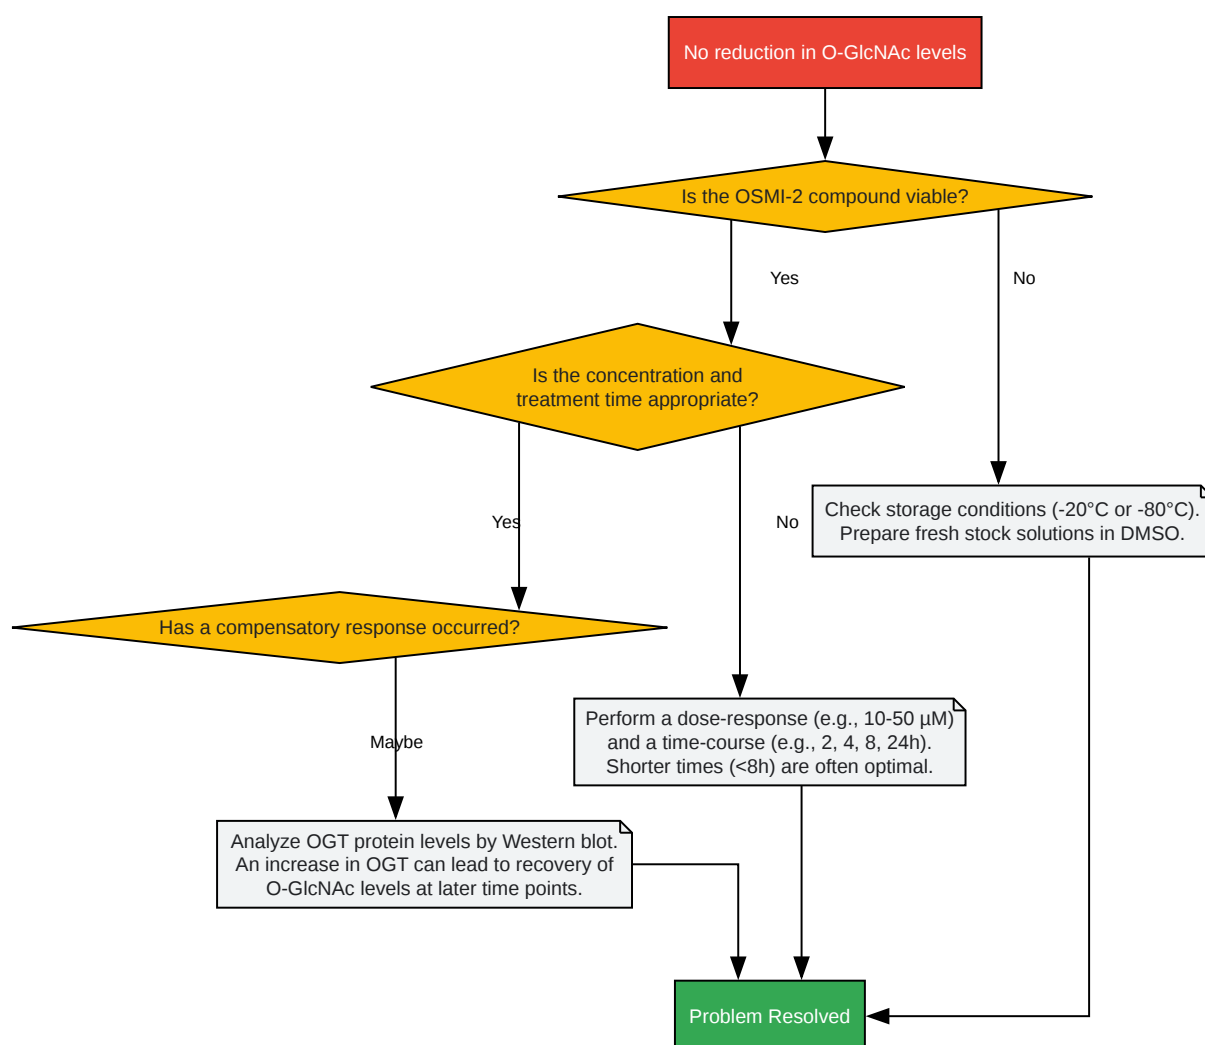 No reduction in O-GlcNAc levels
Is the OSMI-2 compound viable?
Yes
No
Is the concentration and
treatment time appropriate?
Yes
No
Check storage conditions (-20°C or -80°C).
Prepare fresh stock solutions in DMSO.
Has a compensatory response occurred?
Maybe
Perform a dose-response (e.g., 10-50 µM)
and a time-course (e.g., 2, 4, 8, 24h).
Shorter times (<8h) are often optimal.
Analyze OGT protein levels by Western blot.
An increase in OGT can lead to recovery of
O-GlcNAc levels at later time points.
Problem Resolved